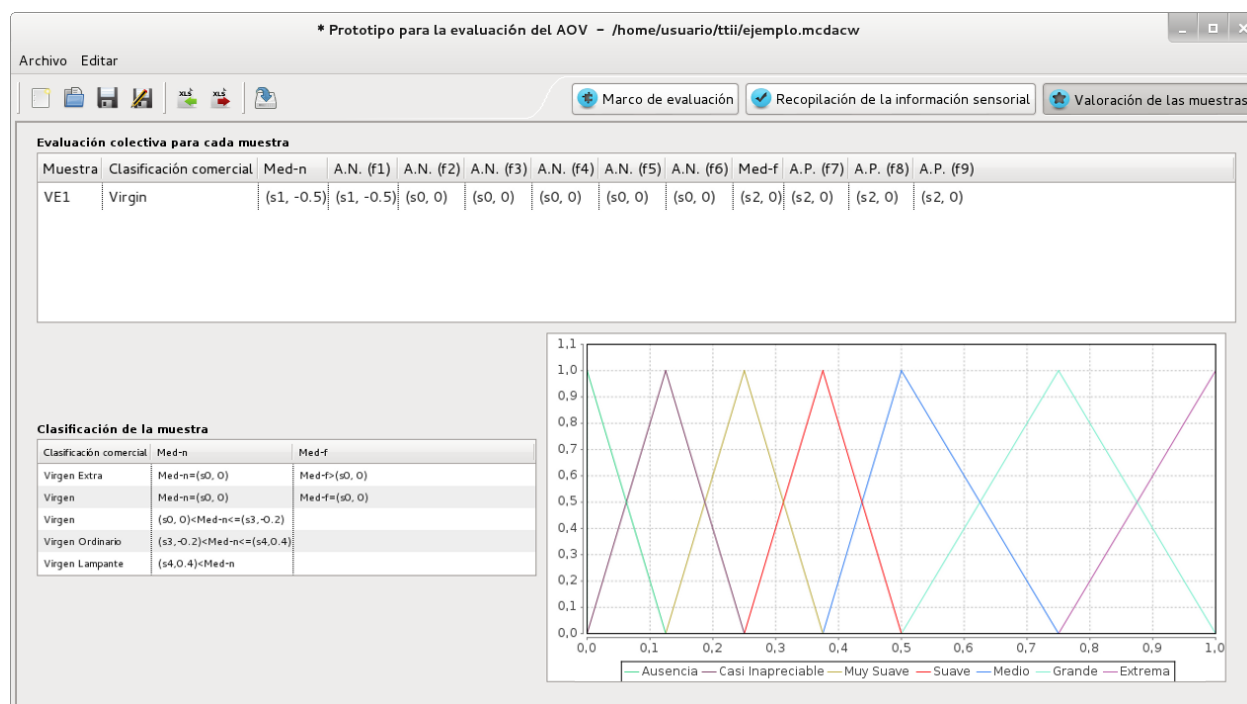 * Prototipo para la evaluación del AOV - /home/usuario/ttii/ejemplo.mcdacw
Archivo Editar
XLS XLS Marco de evaluación Recopilación de la información sensorial Valoración de las muestras
Evaluación colectiva para cada muestra
Muestra Clasificación comercial Med-n A.N. (f1) A.N. (f2) A.N. (f3) A.N. (f4) A.N. (f5) A.N. (f6) Med-f A.P. (f7) A.P. (f8) A.P. (f9)
VE1 Virgin (s1, -0.5) (s1, -0.5) (s0, 0) (s0, 0) (s0, 0) (s0, 0) (s0, 0) (s2, 0) (s2, 0) (s2, 0) (s2, 0)
Clasificación de la muestra
Clasificación comercial Med-n Med-f
Virgen Extra Med-n=(s0, 0) Med-f>(s0, 0)
Virgen Med-n=(s0, 0) Med-f=(s0, 0)
Virgen (s0, 0)<Med-n<=(s3,-0.2)
Virgen Ordinario (s3,-0.2)<Med-n<=(s4,0.4)
Virgen Lampante (s4,0.4)<Med-n
1,1
1,0
0,9
0,8
0,7
0,6
0,5
0,4
0,3
0,2
0,1
0,0
0,0 0,1 0,2 0,3 0,4 0,5 0,6 0,7 0,8 0,9 1,0
Ausencia Casi Inapreciable Muy Suave Suave Medio Grande Extrema